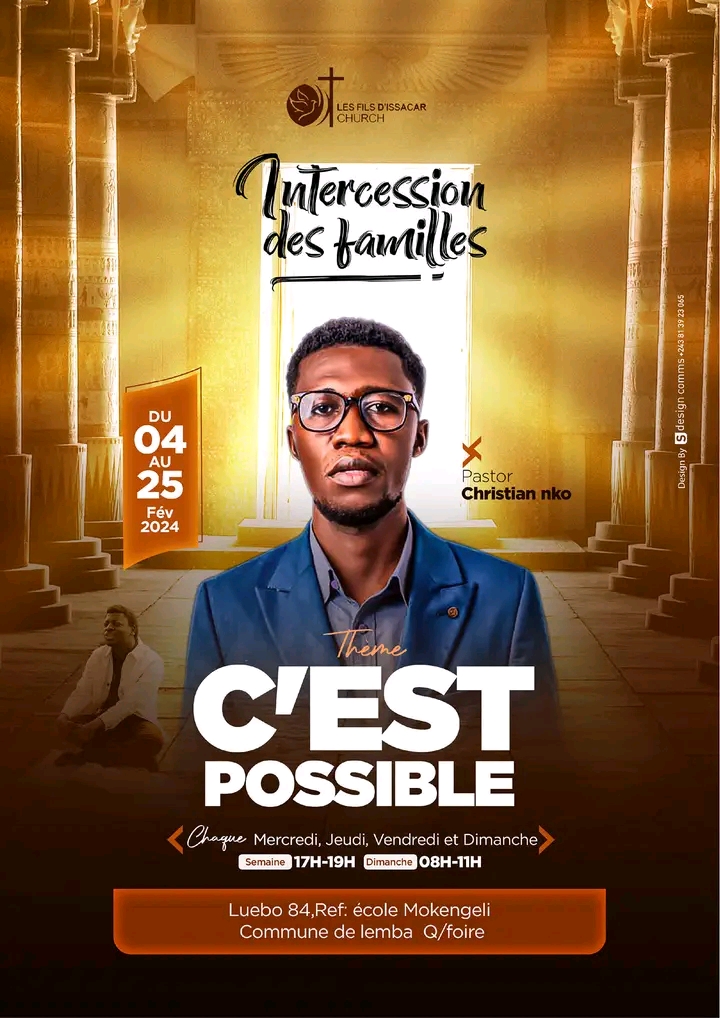 LES FILS D'ISSACAR
CHURCH
Intercession
des familles
DU
04
AU
25
Fév
2024
Pastor
Christian nko
Design By S design comms +243 81 39 23 065
Thème
C'EST
POSSIBLE
Chaque Mercredi, Jeudi, Vendredi et Dimanche
Semaine 17H-19H Dimanche 08H-11H
Luebo 84,Ref: école Mokengeli
Commune de lemba Q/foire